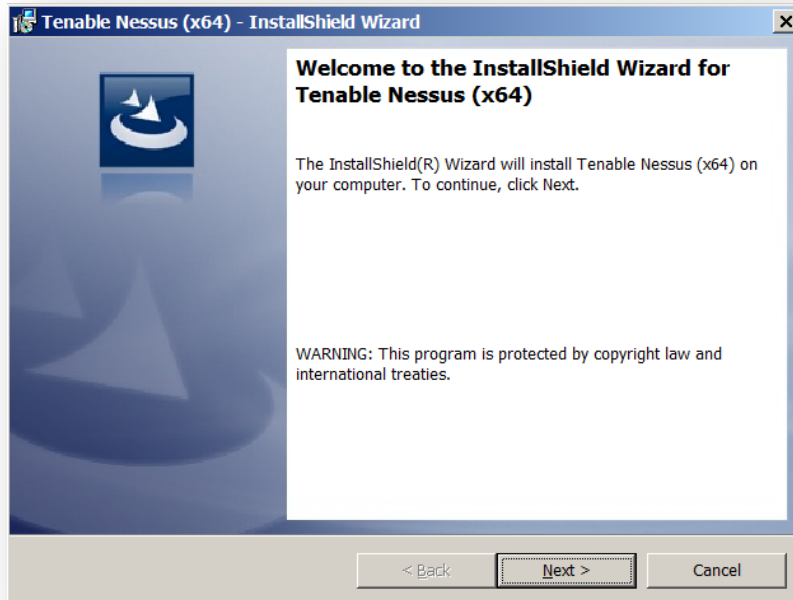 Tenable Nessus (x64) - InstallShield Wizard
Welcome to the InstallShield Wizard for
Tenable Nessus (x64)
The InstallShield(R) Wizard will install Tenable Nessus (x64) on
your computer. To continue, click Next.
WARNING: This program is protected by copyright law and
international treaties.
< Back
Next >
Cancel